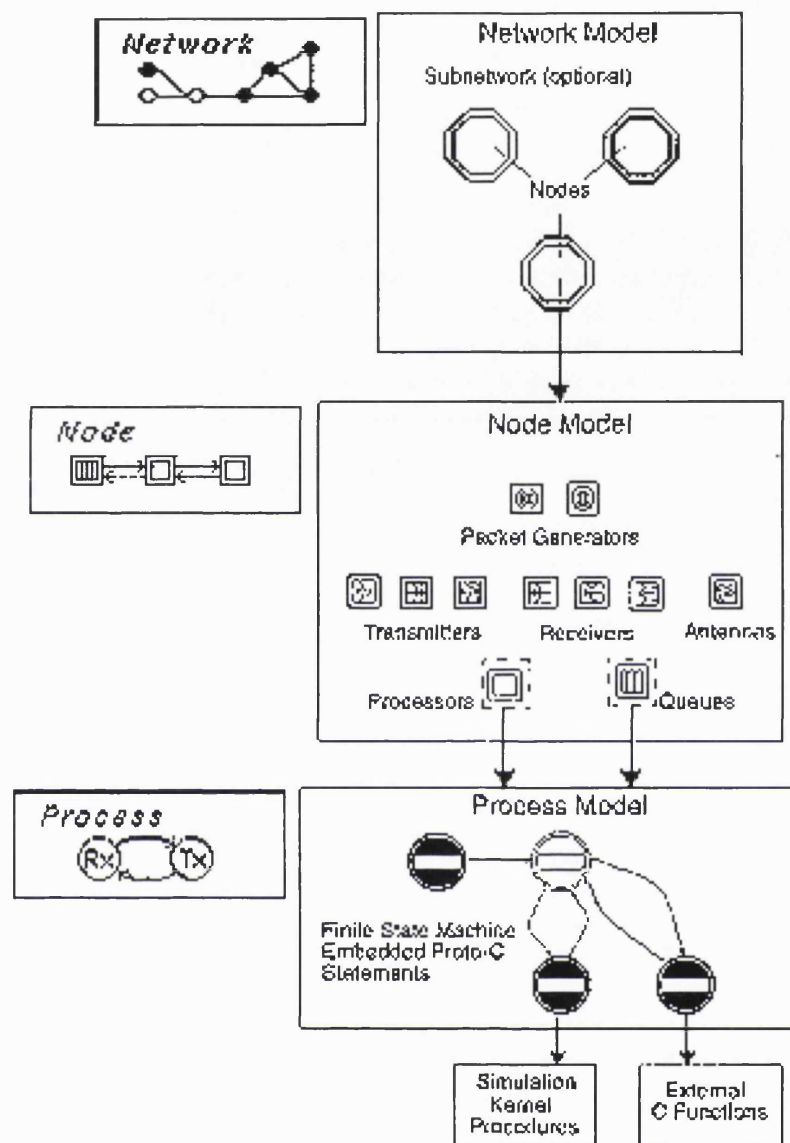 Network
Network Model
Subnetwork (optional)
Nodes
Node
Node Model
Packet Generators
Transmitters
Receivers
Antennas
Processors
Queues
Process
Rx
Tx
Process Model
Finite State Machine
Embedded Proto-C
Statements
Simulation
Kernel
Procedures
External
C Functions